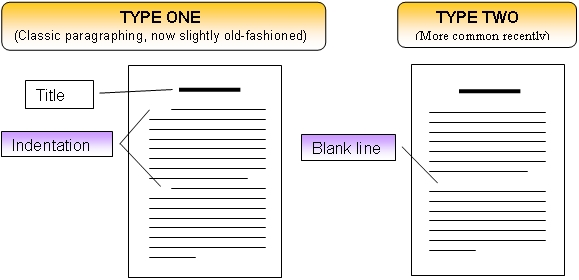 TYPE ONE
(Classic paragraphing, now slightly old-fashioned)
TYPE TWO
(More common recently)
Title
Indentation
Blank line